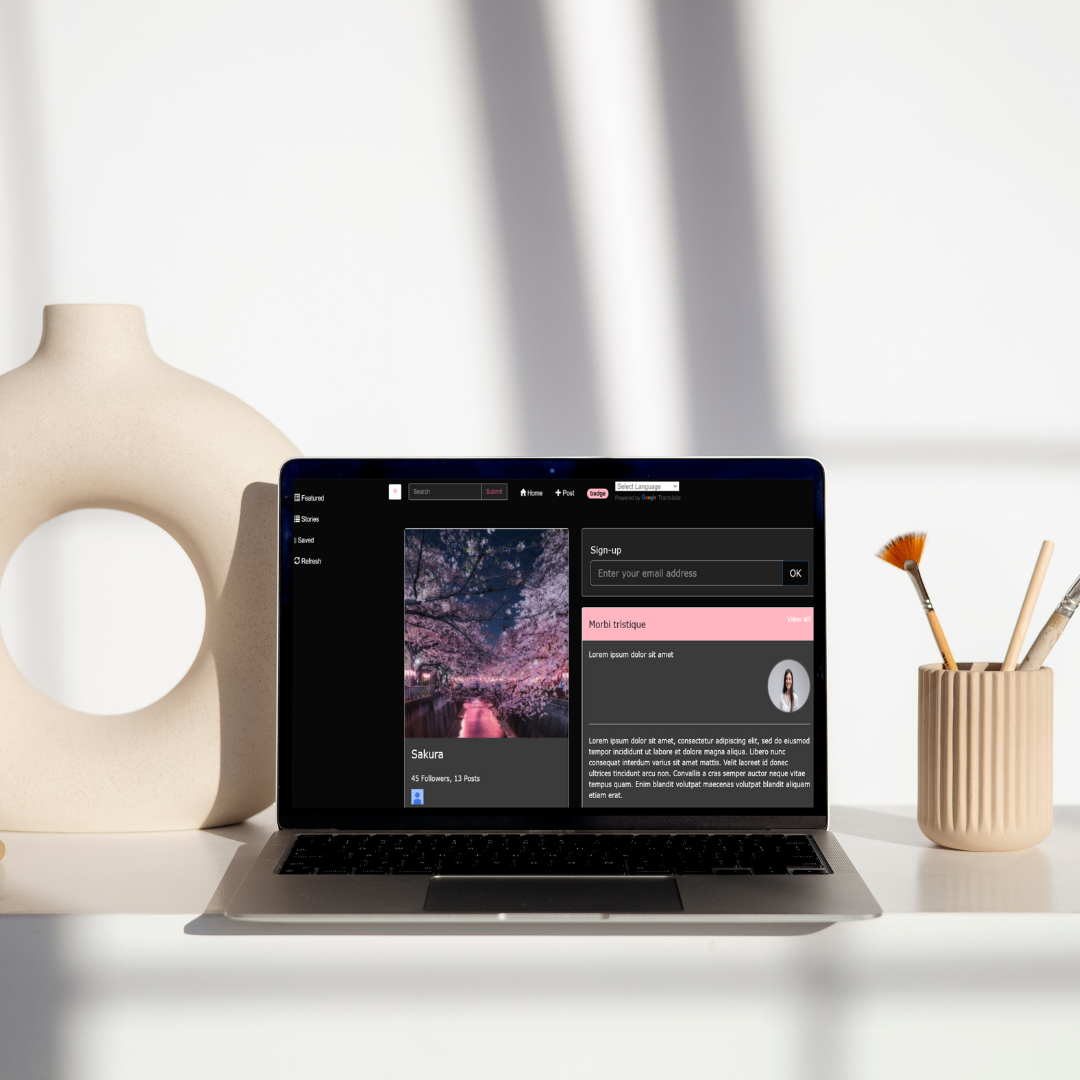 Featured
Stories
Saved
Refresh
Search Submit Home Post badge Select Language
Powered by Google Translate
Sakura
45 Followers, 13 Posts
Sign-up
Enter your email address OK
Morbi tristique View all
Lorem ipsum dolor sit amet
Lorem ipsum dolor sit amet, consectetur adipiscing elit, sed do eiusmod
tempor incididunt ut labore et dolore magna aliqua. Libero nunc
consequat interdum varius sit amet mattis. Velit laoreet id donec
ultrices tincidunt arcu non. Convallis a cras semper auctor neque vitae
tempus quam. Enim blandit volutpat maecenas volutpat blandit aliquam
etiam erat.